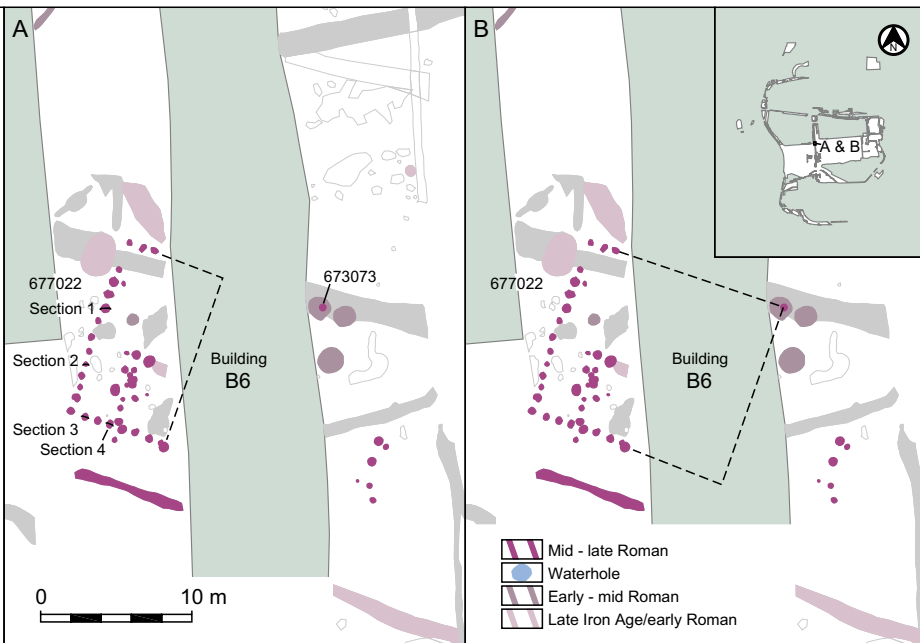 A
677022
Section 1
Section 2
Section 3
Section 4
673073
Building
B6
0 10 m
B
677022
Building
B6
N
A & B
Mid - late Roman
Waterhole
Early - mid Roman
Late Iron Age/early Roman